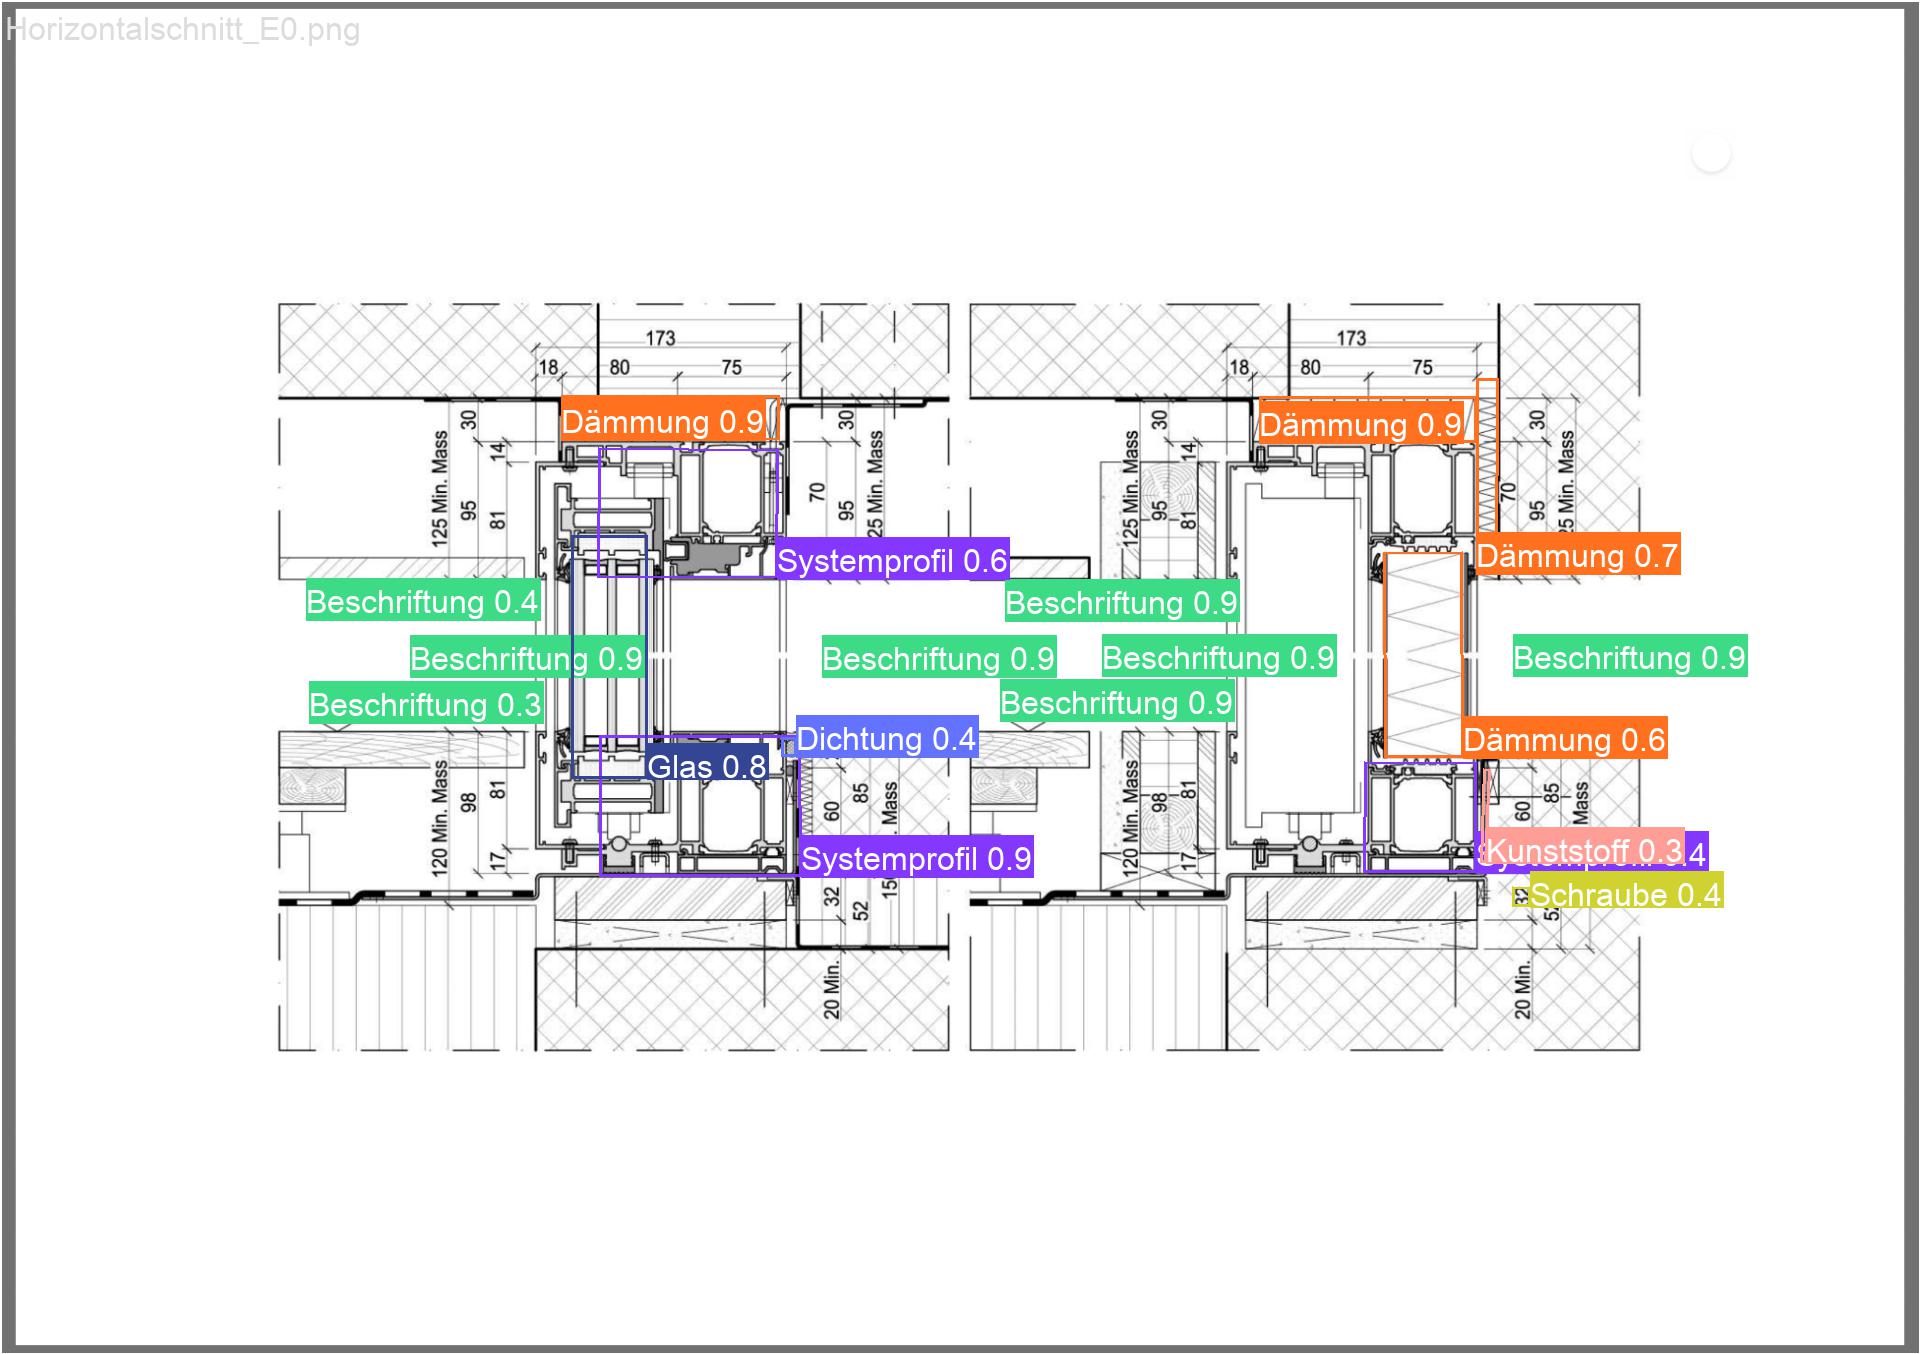 Horizontalschnitt_E0.png
173
173
18 80 75
18 80 75
Dämmung 0.9
Dämmung 0.9
30
30
30
30
14
14
125 Min. Mass
95
81
70
95
25 Min. Mass
125 Min. Mass
95
81
70
95
25 Min. Mass
Systemprofil 0.6
Dämmung 0.7
Beschriftung 0.4
Beschriftung 0.9
Beschriftung 0.9
Beschriftung 0.9
Beschriftung 0.9
Beschriftung 0.9
Beschriftung 0.3
Beschriftung 0.9
Dichtung 0.4
Dämmung 0.6
Glas 0.8
120 Min. Mass
98
81
60
85
Mass
120 Min. Mass
98
81
60
85
Mass
17
17
Systemprofil 0.9
Kunststoff 0.3
4
Schraube 0.4
32
52
15
32
5
20 Min.
20 Min.